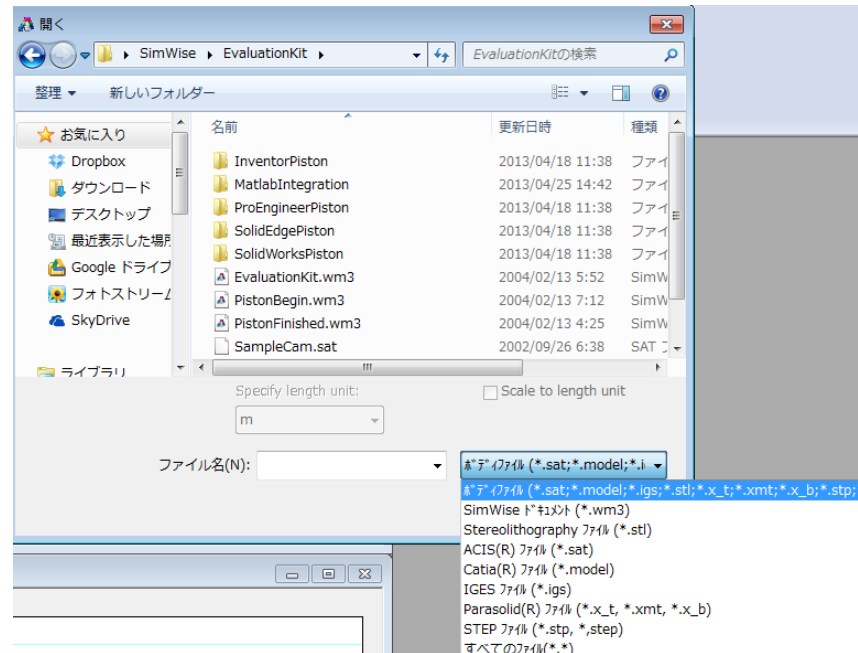 開く
SimWise EvaluationKit
EvaluationKitの検索
整理 新しいフォルダー
お気に入り
Dropbox
ダウンロード
デスクトップ
最近表示した場所
Google ドライブ
フォトストリーム
SkyDrive
ライブラリ
名前 更新日時 種類
InventorPiston 2013/04/18 11:38 ファイ
MatlabIntegration 2013/04/25 14:42 ファイ
ProEngineerPiston 2013/04/18 11:38 ファイ
SolidEdgePiston 2013/04/18 11:38 ファイ
SolidWorksPiston 2013/04/18 11:38 ファイ
EvaluationKit.wm3 2004/02/13 5:52 SimW
PistonBegin.wm3 2004/02/13 7:12 SimW
PistonFinished.wm3 2004/02/13 4:25 SimW
SampleCam.sat 2002/09/26 6:38 SAT フ
Specify length unit: Scale to length unit
m
ファイル名(N): ﾎﾞﾃﾞｨﾌｧｲﾙ (*.sat;*.model;*.i
ﾎﾞﾃﾞｨﾌｧｲﾙ (*.sat;*.model;*.igs;*.stl;*.x_t;*.xmt;*.x_b;*.stp;
SimWise ﾄﾞｷｭﾒﾝﾄ (*.wm3)
Stereolithography ﾌｧｲﾙ (*.stl)
ACIS(R) ﾌｧｲﾙ (*.sat)
Catia(R) ﾌｧｲﾙ (*.model)
IGES ﾌｧｲﾙ (*.igs)
Parasolid(R) ﾌｧｲﾙ (*.x_t, *.xmt, *.x_b)
STEP ﾌｧｲﾙ (*.stp, *,step)
すべてのﾌｧｲﾙ(*.*)